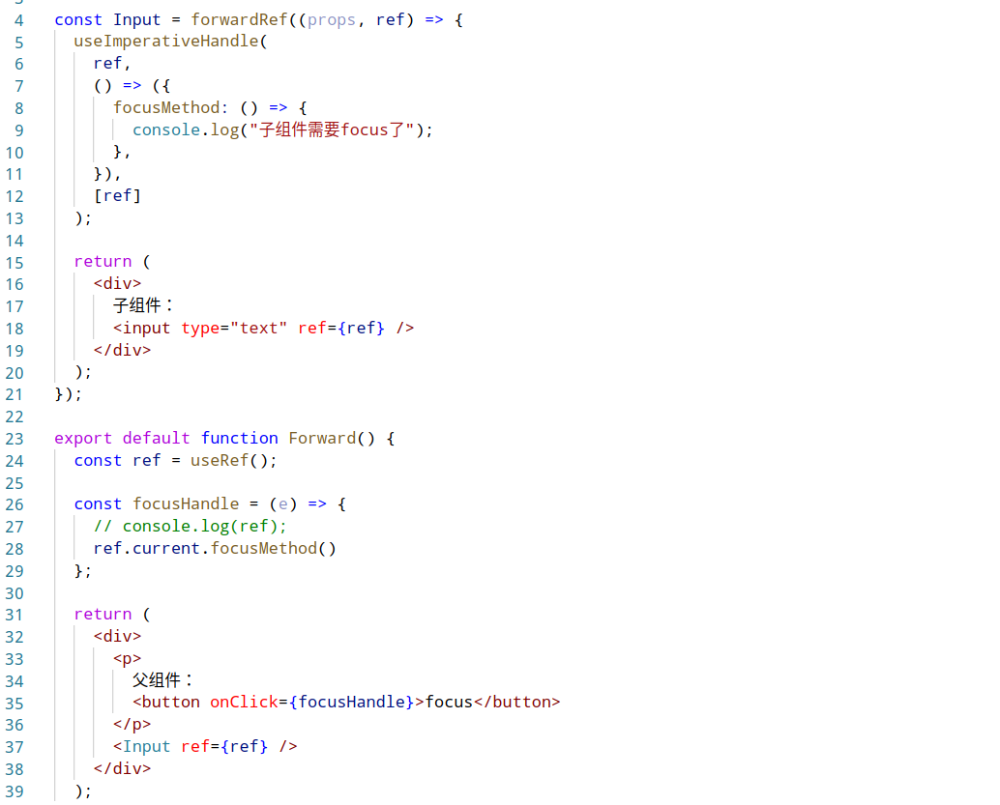 4 const Input = forwardRef((props, ref) => {
5 useImperativeHandle(
6 ref,
7 () => ({
8 focusMethod: () => {
9 console.log("子组件需要focus了");
10 },
11 }),
12 [ref]
13 );
14
15 return (
16 <div>
17 子组件：
18 <input type="text" ref={ref} />
19 </div>
20 );
21 });
22
23 export default function Forward() {
24 const ref = useRef();
25
26 const focusHandle = (e) => {
27 // console.log(ref);
28 ref.current.focusMethod()
29 };
30
31 return (
32 <div>
33 <p>
34 父组件：
35 <button onClick={focusHandle}>focus</button>
36 </p>
37 <Input ref={ref} />
38 </div>
39 );